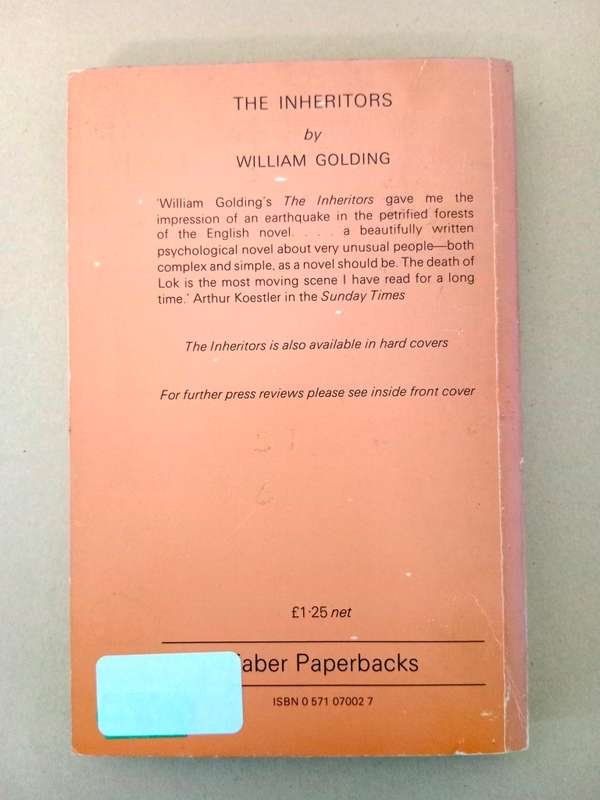 THE INHERITORS
by
WILLIAM GOLDING
'William Golding's The Inheritors gave me the
impression of an earthquake in the petrified forests
of the English novel. . . . a beautifully written
psychological novel about very unusual people—both
complex and simple, as a novel should be. The death of
Lok is the most moving scene I have read for a long
time.' Arthur Koestler in the Sunday Times
The Inheritors is also available in hard covers
For further press reviews please see inside front cover
£1·25 net
Faber Paperbacks
ISBN 0 571 07002 7